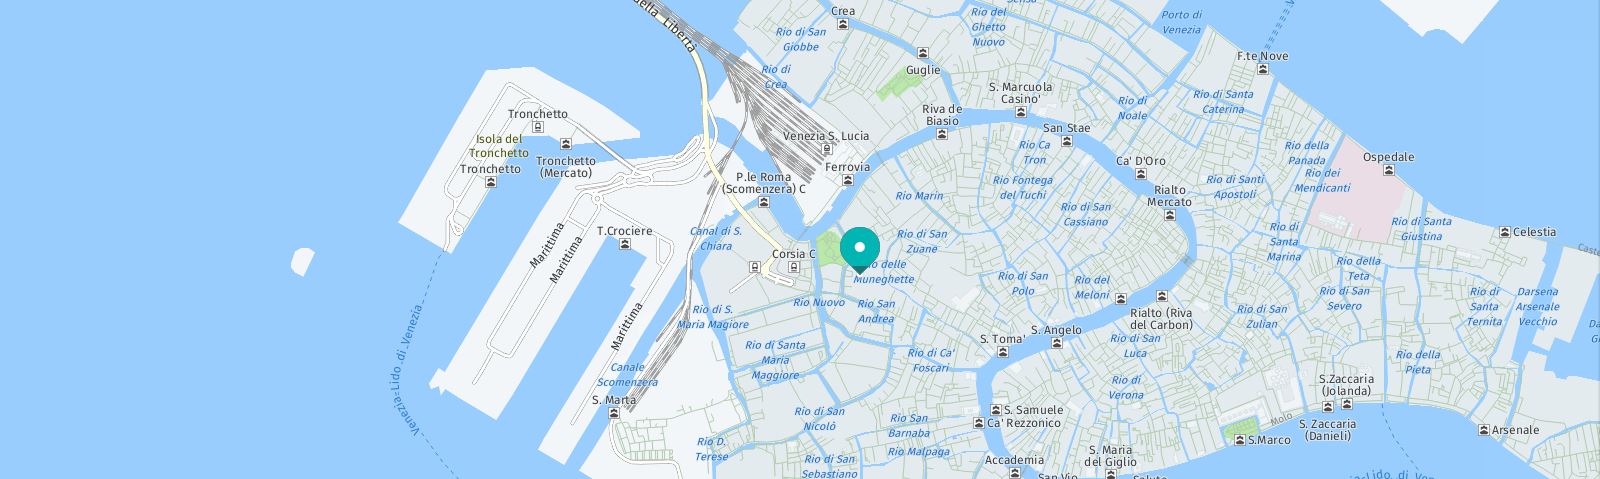 della Libertà
Crea
Rio di San
Giobbe
Rio di
Crea
Rio del
Ghetto
Nuovo
Sensa
Porto di
Venezia
F.te Nove
Guglie
S. Marcuola
Casino'
Riva de
Biasio
Rio di Santa
Caterina
Rio di
Noale
San Stae
Tronchetto
Isola del
Tronchetto
Tronchetto
(Mercato)
Tronchetto
Venezia S. Lucia
Ferrovia
P.le Roma
(Scomenzera) C
Rio Ca
Tron
Ca' D'Oro
Rio della
Panada
Ospedale
Rio dei
Mendicanti
Rio di Santi
Apostoli
Rialto
Mercato
Rio Marin
Rio Fontega
del Tuchi
Rio di San
Cassiano
Marittima
Marittima
T.Crociere
Canal di S.
Chiara
Corsia C
Rio di San
Zuane
Rio delle
Muneghette
Rio di
Santa
Marina
Rio di Santa
Giustina
Celestia
Caste
Rio della
Teta
Rio di San
Polo
Rio del
Meloni
Rio Nuovo
Rio San
Andrea
Rio di San
Severo
Rio di
Santa
Ternita
Darsena
Arsenale
Vecchio
Da
G
Rio di S.
Maria Magiore
Marittima
Venezia-Lido di Venezia
Rialto (Riva
del Carbon)
Rio di San
Zulian
S. Angelo
S. Toma'
Rio di San
Luca
Rio di Santa
Maria
Maggiore
Rio di Ca'
Foscari
Rio della
Pieta
Canale
Scomenzera
S. Marta
Rio di
Verona
S.Zaccaria
(Jolanda)
Rio di San
Nicolò
Rio San
Barnaba
S. Samuele
Ca' Rezzonico
Molo
S.Marco
S. Zaccaria
(Danieli)
Arsenale
Rio D.
Terese
Rio di San
Sebastiano
Rio Malpaga
Accademia
S. Maria
del Giglio
San Vio
Salute
-Lido di Ve